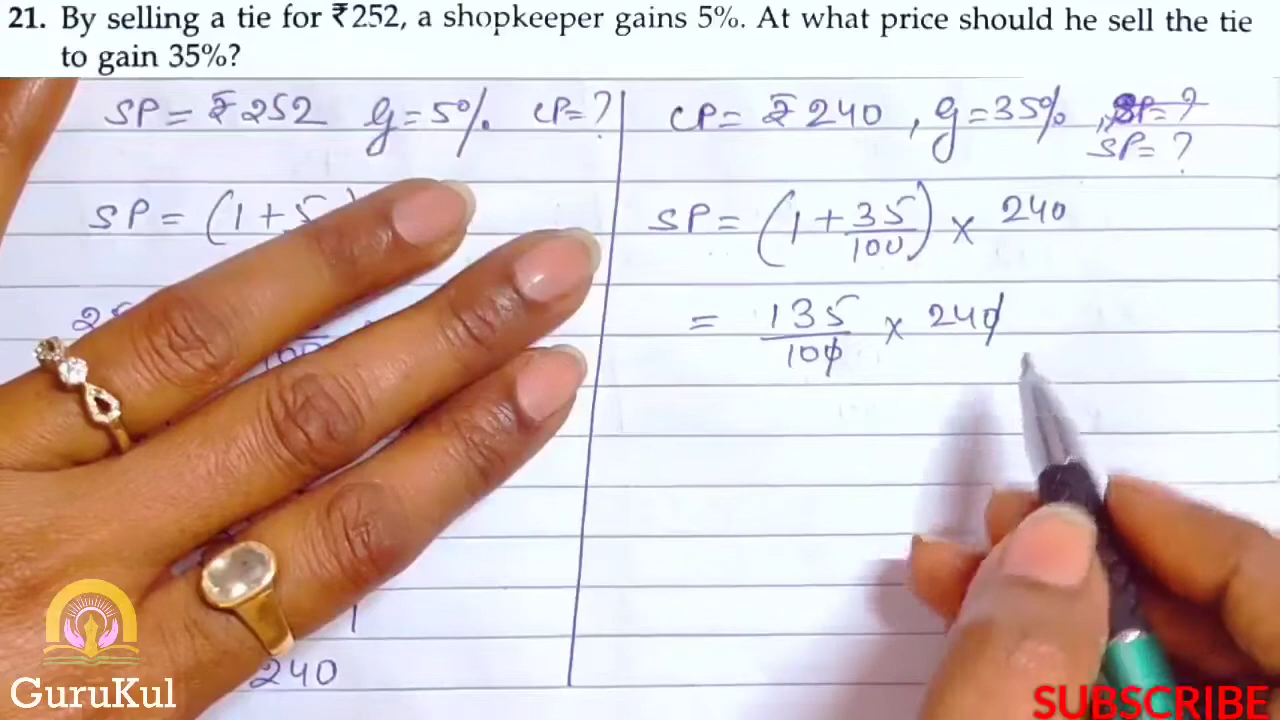 21. By selling a tie for ₹252, a shopkeeper gains 5%. At what price should he sell the tie
to gain 35%?
SP = ₹252 g = 5% CP = ?
SP = (1 + 5
1
240
CP = ₹240 , g = 35% , SP = ?
SP = ?
SP = (1 + 35/100) × 240
= 135/100 × 240
GuruKul
SUBSCRIBE